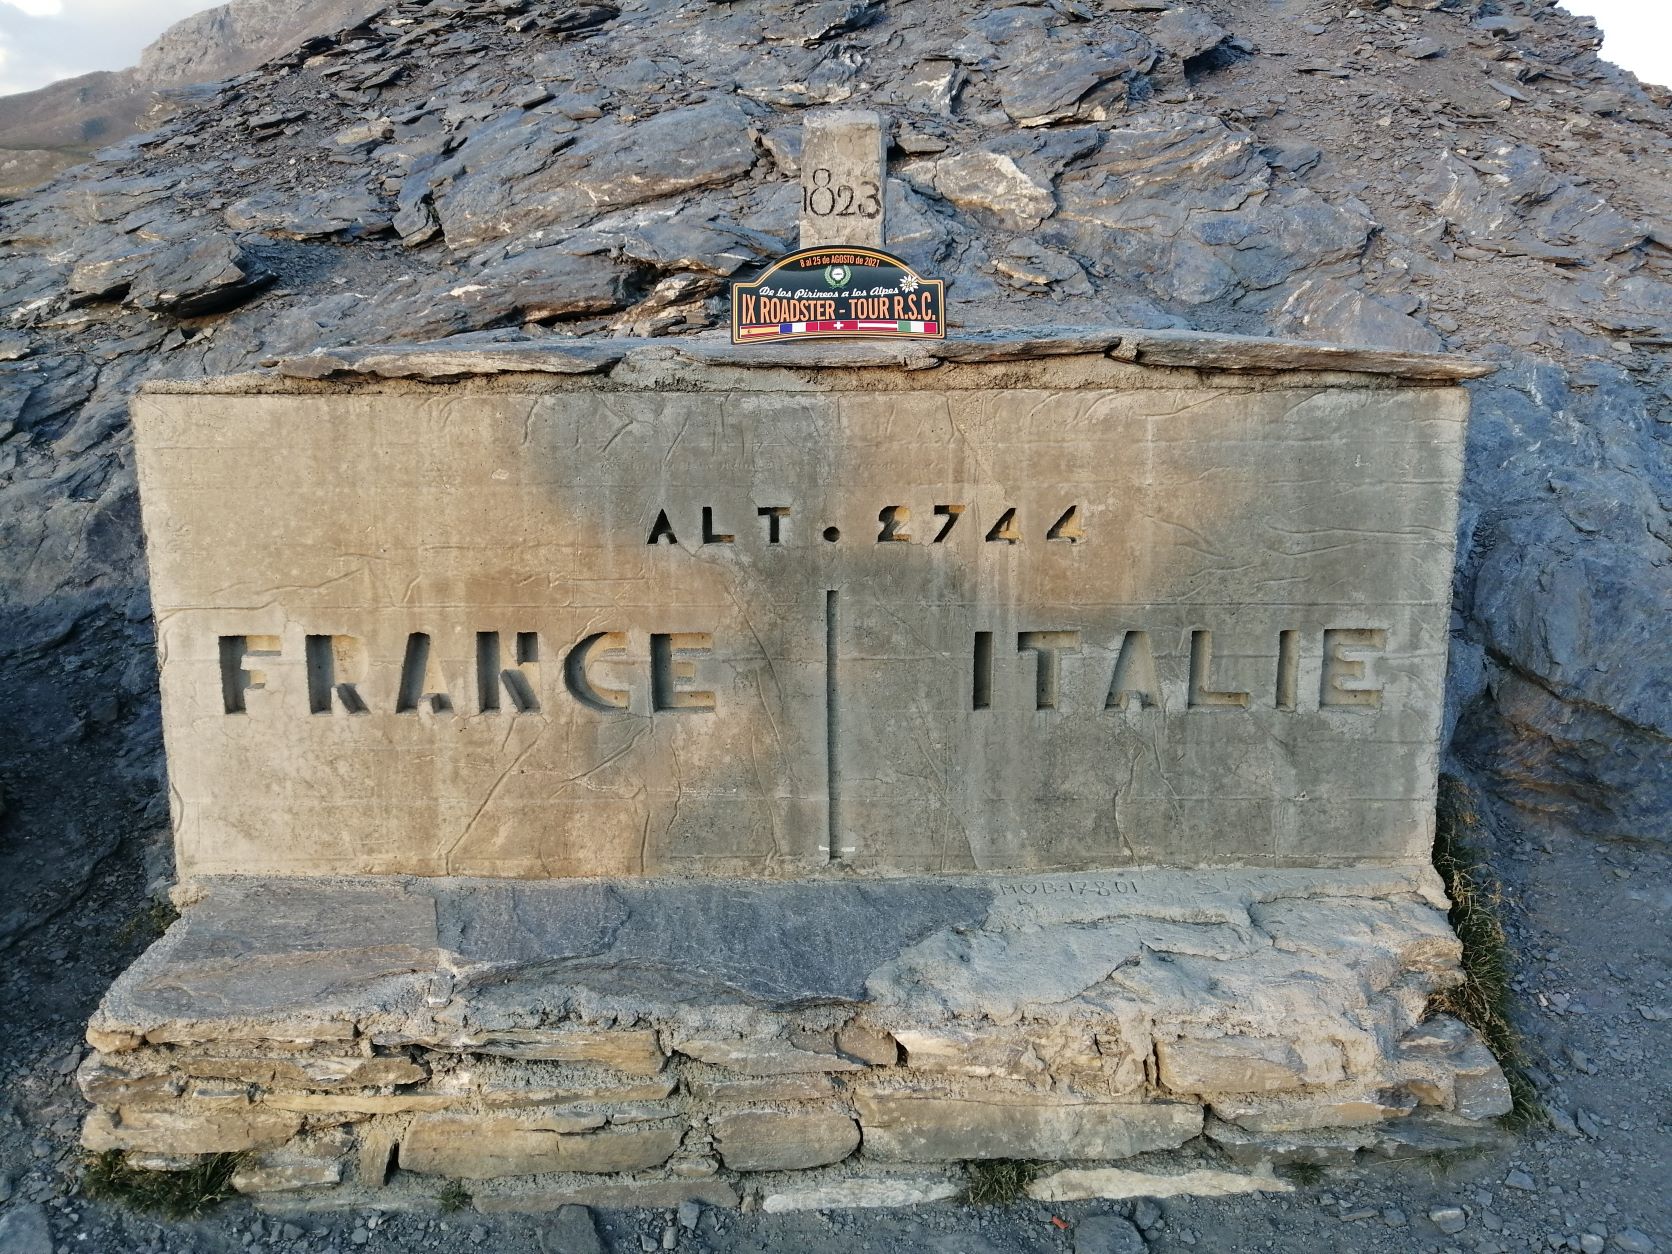 1823
8 al 25 de AGOSTO de 2021
De los Pirineos a los Alpes
IX ROADSTER - TOUR R.S.C.
ALT. 2744
FRANCE
ITALIE